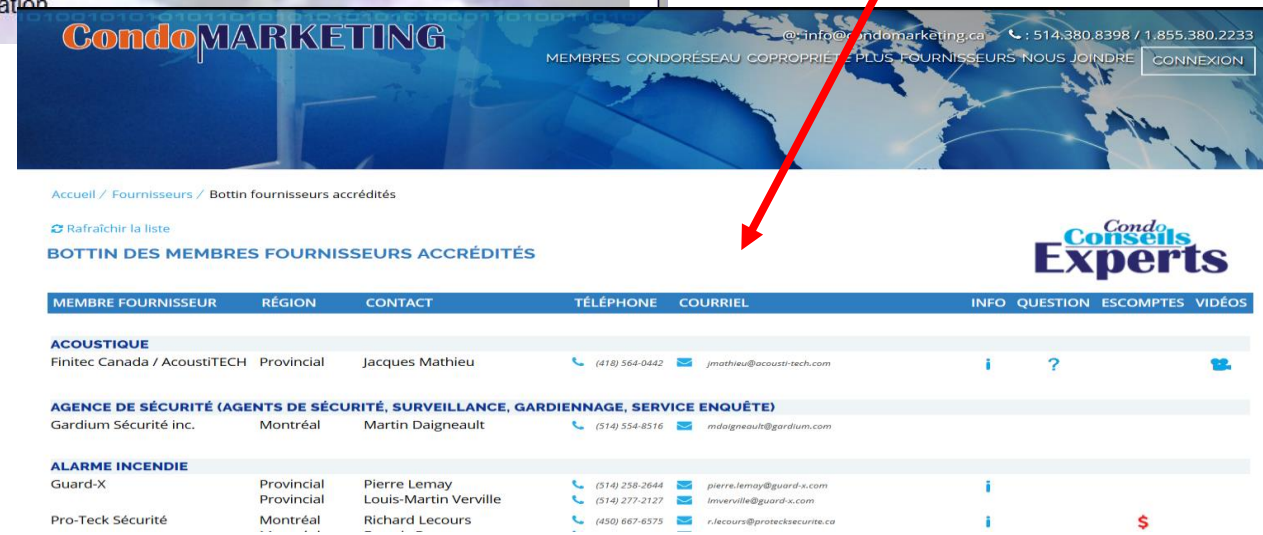 CondoMARKETING
@: info@condomarketing.ca : 514.380.8398 / 1.855.380.2233
MEMBRES CONDORÉSEAU COPROPRIÉTÉ PLUS FOURNISSEURS NOUS JOINDRE CONNEXION
Accueil / Fournisseurs / Bottin fournisseurs accrédités
Rafraîchir la liste
BOTTIN DES MEMBRES FOURNISSEURS ACCRÉDITÉS
Condo
Conseils
Experts
MEMBRE FOURNISSEUR RÉGION CONTACT TÉLÉPHONE COURRIEL INFO QUESTION ESCOMPTES VIDÉOS
ACOUSTIQUE
Finitec Canada / AcoustiTECH Provincial Jacques Mathieu (418) 564-0442 jmathieu@acousti-tech.com i ?
AGENCE DE SÉCURITÉ (AGENTS DE SÉCURITÉ, SURVEILLANCE, GARDIENNAGE, SERVICE ENQUÊTE)
Gardium Sécurité inc. Montréal Martin Daigneault (514) 554-8516 mdaigneault@gardium.com
ALARME INCENDIE
Guard-X Provincial Pierre Lemay (514) 258-2644 pierre.lemay@guard-x.com i
Provincial Louis-Martin Verville (514) 277-2127 lmverville@guard-x.com
Pro-Teck Sécurité Montréal Richard Lecours (450) 667-6575 r.lecours@protecksecurite.ca i $